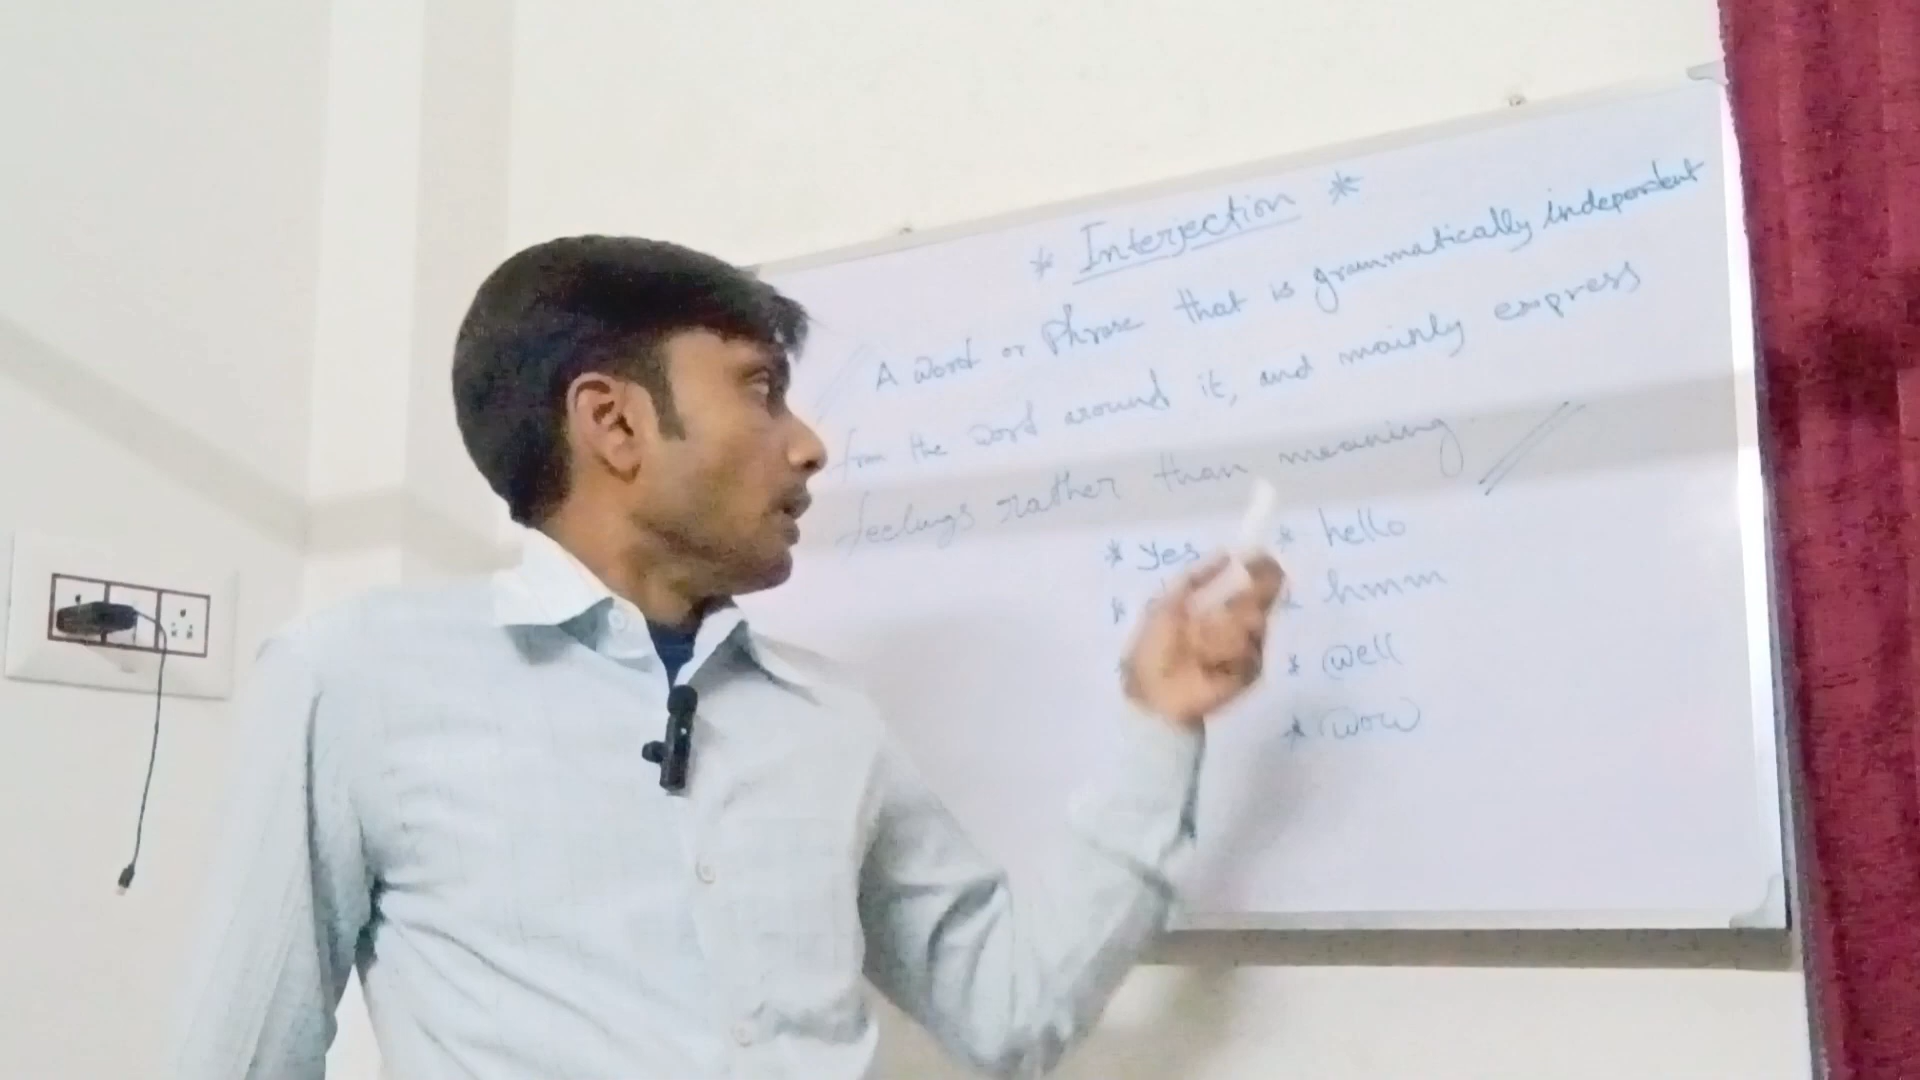 * Interjection *
A word or Phrase that is grammatically independent
from the word around it, and mainly express
feelings rather than meaning.
* yes * hello
* hmm
* well
* wow